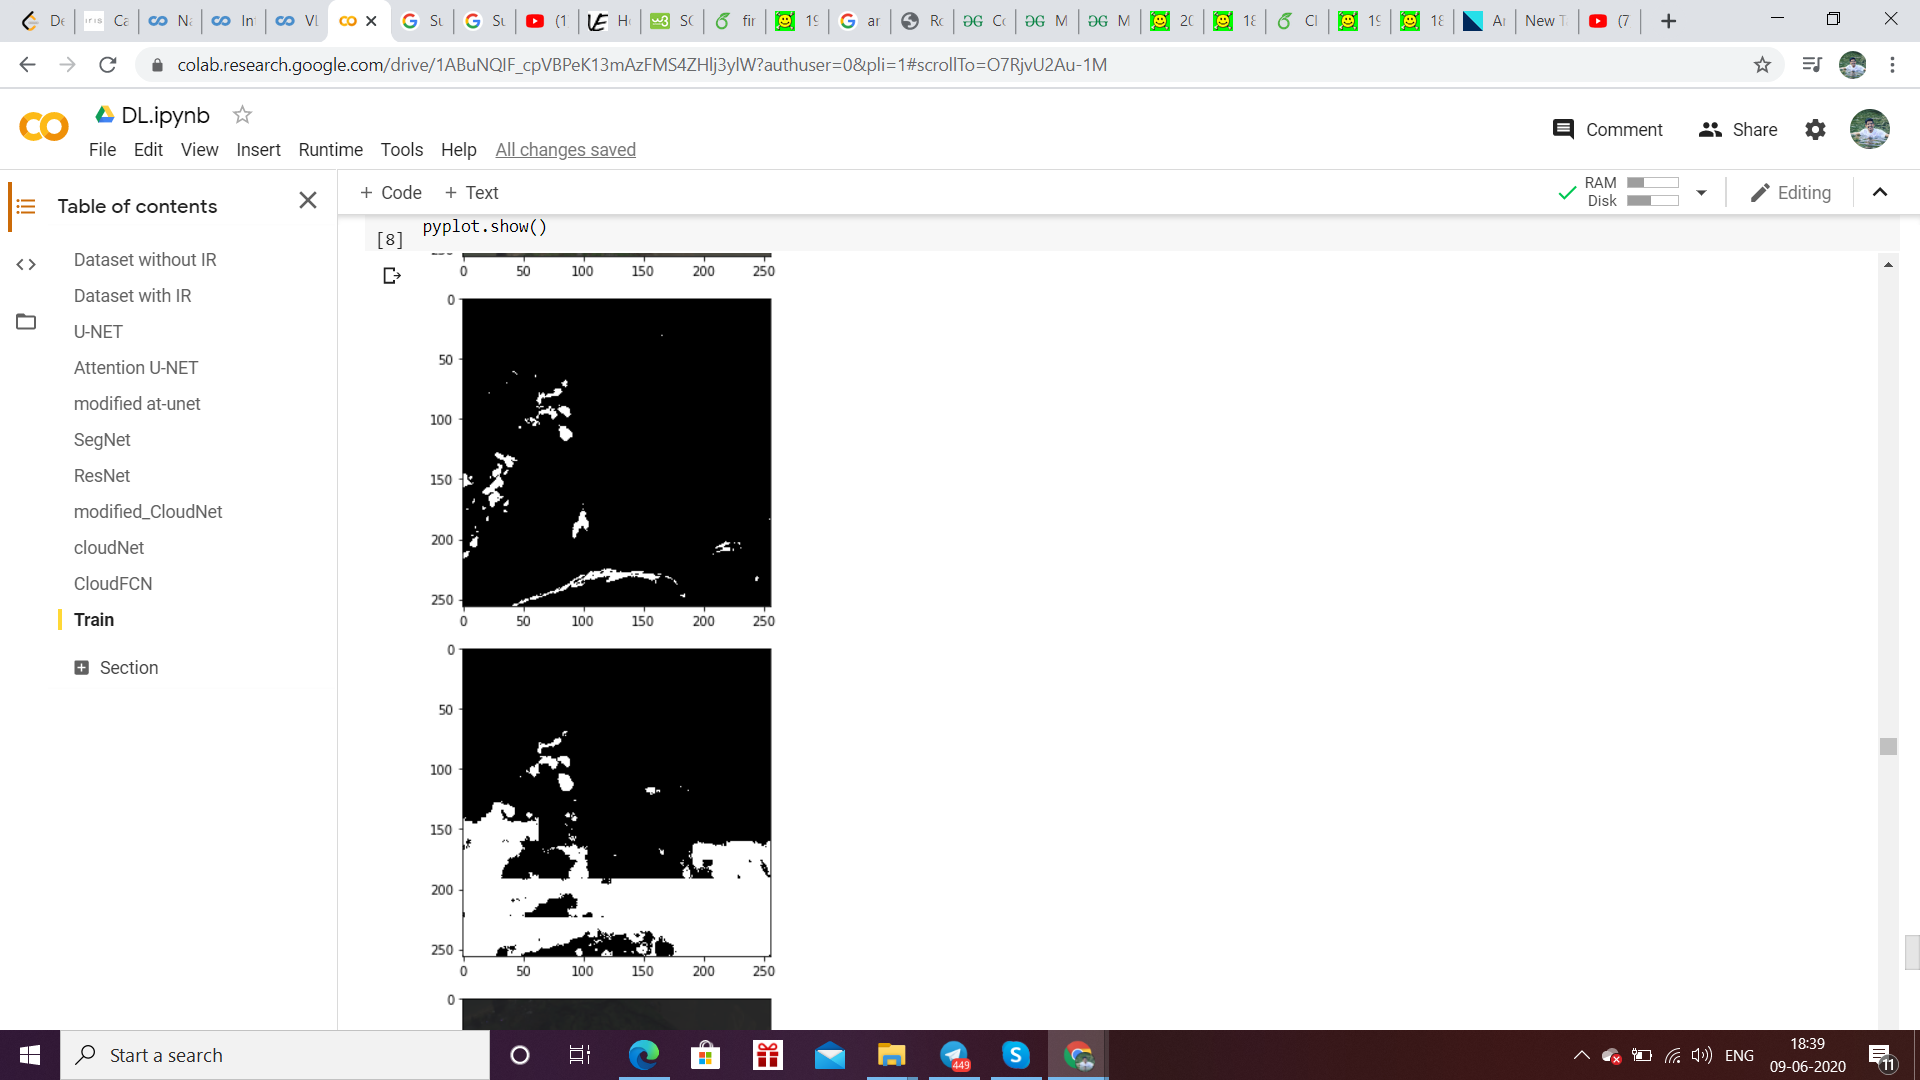 De
Ca
Na
In
VL
Su
Su
(1
He
SC
fir
19
ar
Ro
Co
M
M
20
18
Cl
19
18
Ar
New T
(7
colab.research.google.com/drive/1ABuNQIF_cpVBPeK13mAzFMS4ZHlj3ylW?authuser=0&pli=1#scrollTo=O7RjvU2Au-1M
DL.ipynb
Comment
Share
File Edit View Insert Runtime Tools Help All changes saved
Table of contents
+ Code + Text
RAM
Disk
Editing
Dataset without IR
Dataset with IR
U-NET
Attention U-NET
modified at-unet
SegNet
ResNet
modified_CloudNet
cloudNet
CloudFCN
Train
Section
[8]
pyplot.show()
0 50 100 150 200 250
0
50
100
150
200
250
0 50 100 150 200 250
0
50
100
150
200
250
0 50 100 150 200 250
0
Start a search
449
ENG
18:39
09-06-2020
11